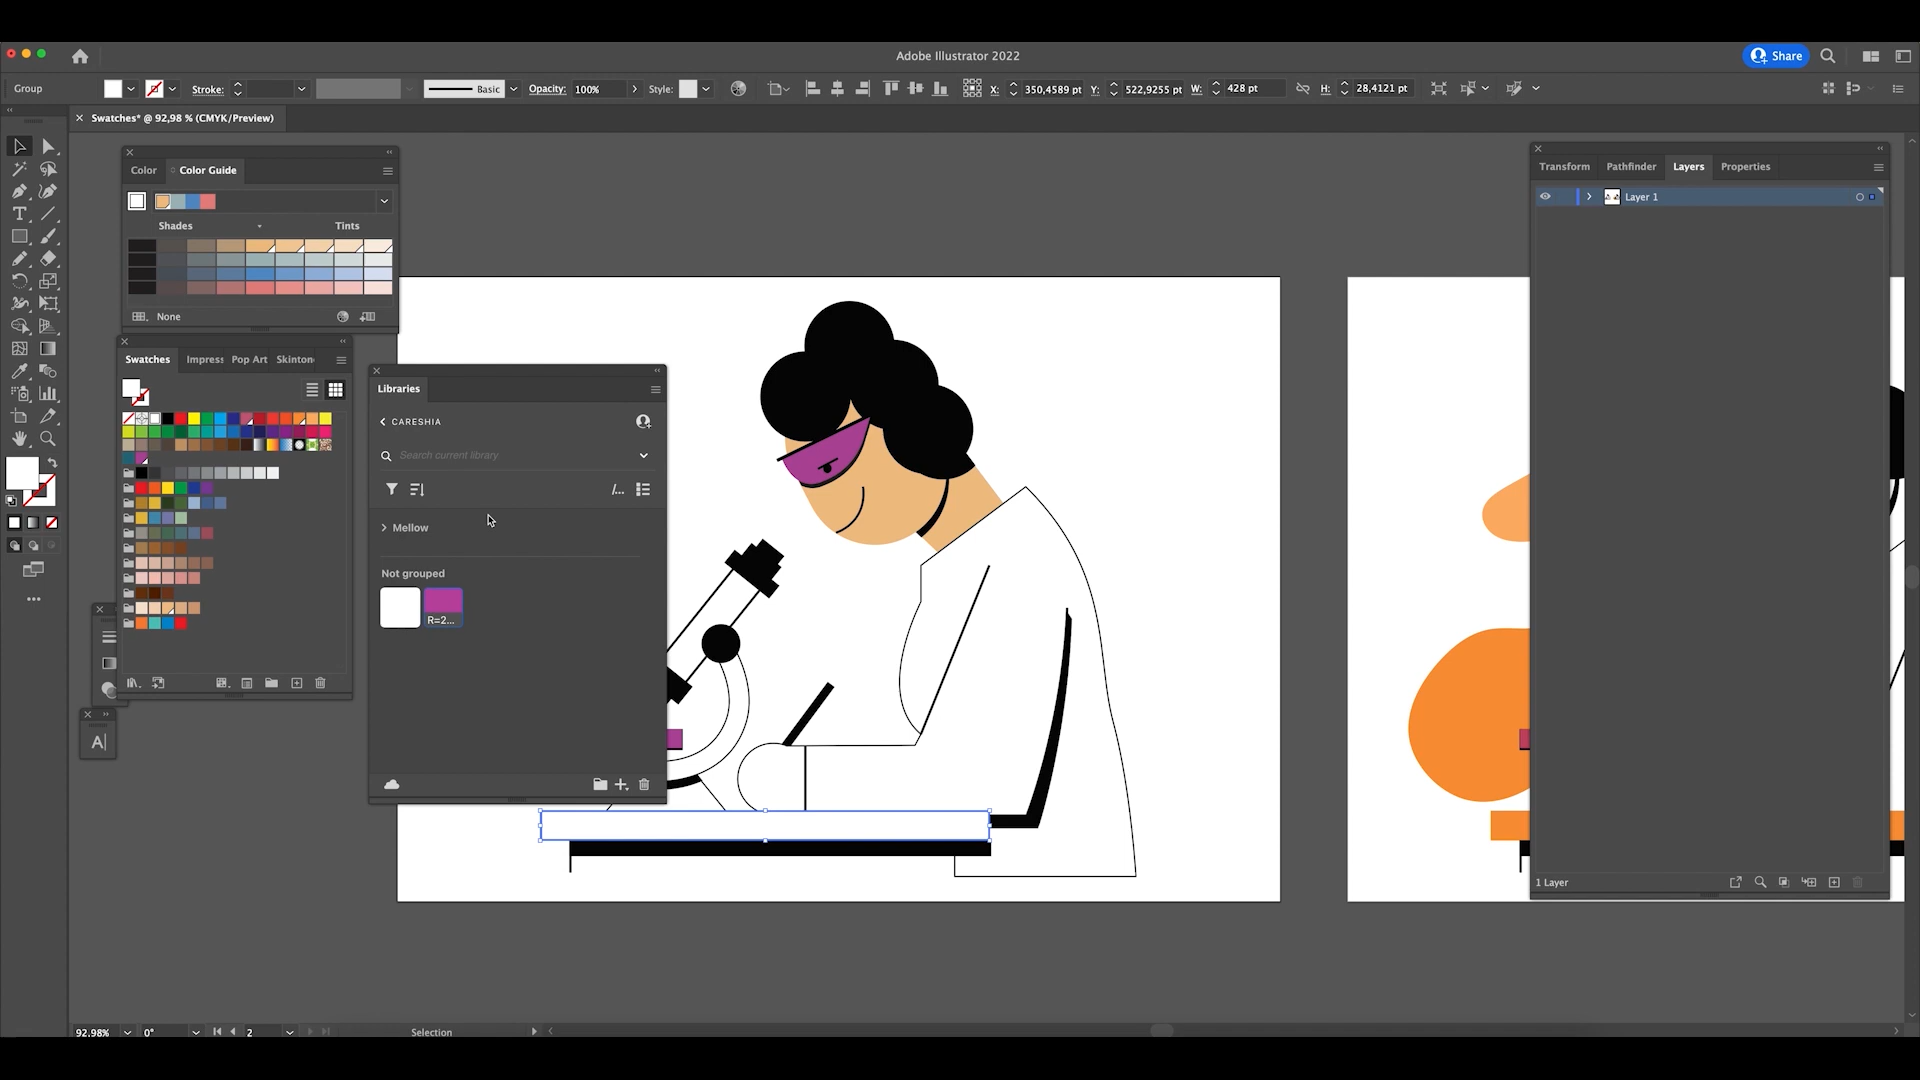 Adobe Illustrator 2022
Share
Group
Stroke:
Basic
Opacity:
100%
Style:
X:
350,4589 pt
Y:
522,9255 pt
W:
428 pt
H:
28,4121 pt
Swatches* @ 92,98 % (CMYK/Preview)
Color
Color Guide
Shades
Tints
None
Swatches
Impress
Pop Art
Skinton
Libraries
CARESHIA
Search current library
/...
Mellow
Not grouped
R=2...
A|
Transform
Pathfinder
Layers
Properties
Layer 1
1 Layer
92.98%
0°
2
Selection